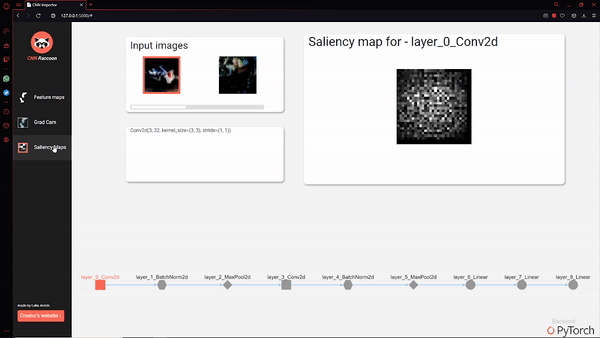 CNN Inspector
127.0.0.1:5000/#
CNN Raccoon
Feature maps
Grad Cam
Saliency Maps
made by Luka Anicin
Creator's website ›
Input images
Conv2d(3, 32, kernel_size=(3, 3), stride=(1, 1))
Saliency map for - layer_0_Conv2d
layer_0_Conv2d layer_1_BatchNorm2d layer_2_MaxPool2d layer_3_Conv2d layer_4_BatchNorm2d layer_5_MaxPool2d layer_6_Linear layer_7_Linear layer_8_Linear
Backend:
PyTorch